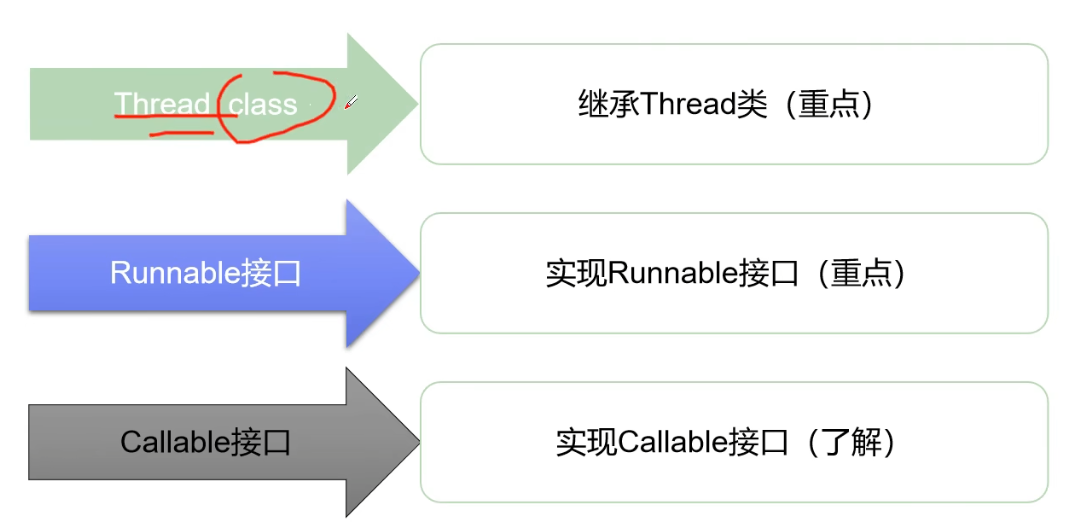 Thread class
继承Thread类（重点）
Runnable接口
实现Runnable接口（重点）
Callable接口
实现Callable接口（了解）